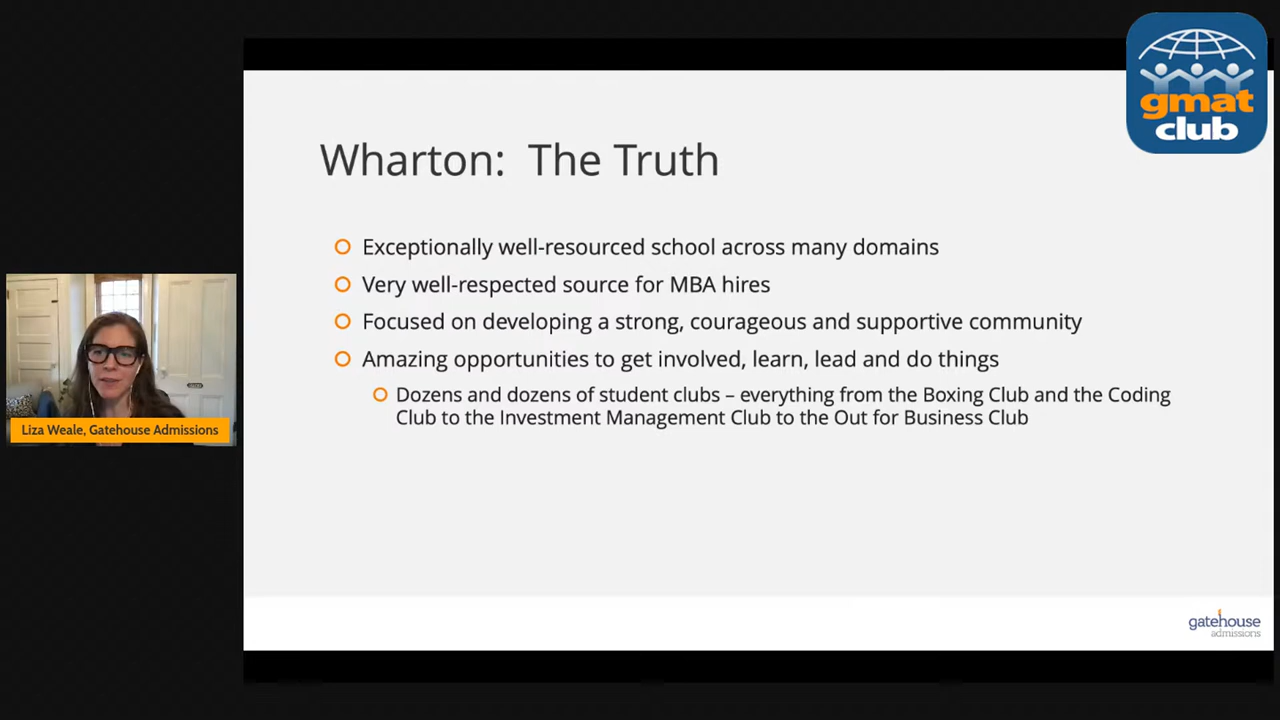 gmat
club
Wharton: The Truth
Exceptionally well-resourced school across many domains
Very well-respected source for MBA hires
Focused on developing a strong, courageous and supportive community
Amazing opportunities to get involved, learn, lead and do things
Dozens and dozens of student clubs – everything from the Boxing Club and the Coding
Club to the Investment Management Club to the Out for Business Club
Liza Weale, Gatehouse Admissions
gatehouse
admissions